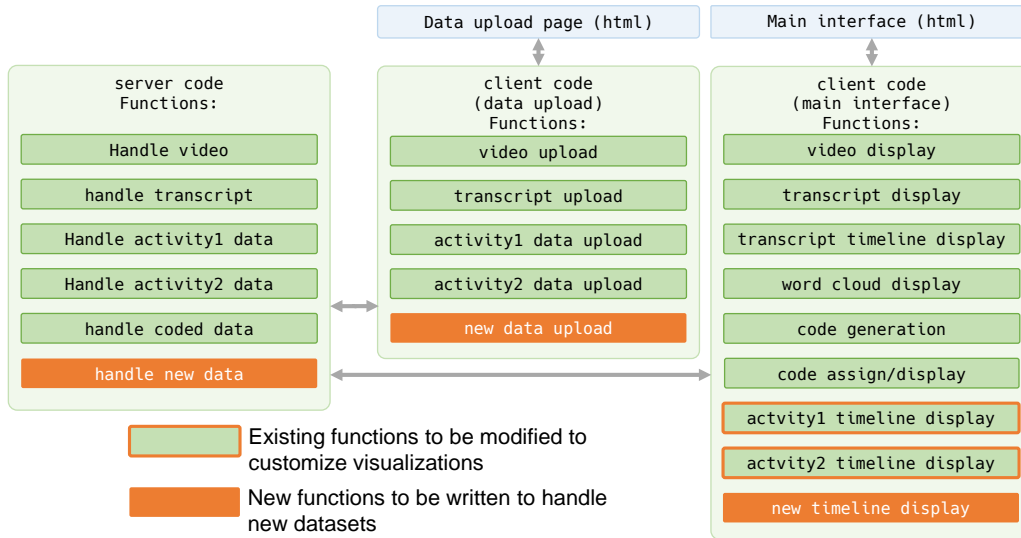 Data upload page (html)
Main interface (html)
server code
Functions:
Handle video
handle transcript
Handle activity1 data
Handle activity2 data
handle coded data
handle new data
client code
(data upload)
Functions:
video upload
transcript upload
activity1 data upload
activity2 data upload
new data upload
client code
(main interface)
Functions:
video display
transcript display
transcript timeline display
word cloud display
code generation
code assign/display
actvity1 timeline display
actvity2 timeline display
new timeline display
Existing functions to be modified to
customize visualizations
New functions to be written to handle
new datasets